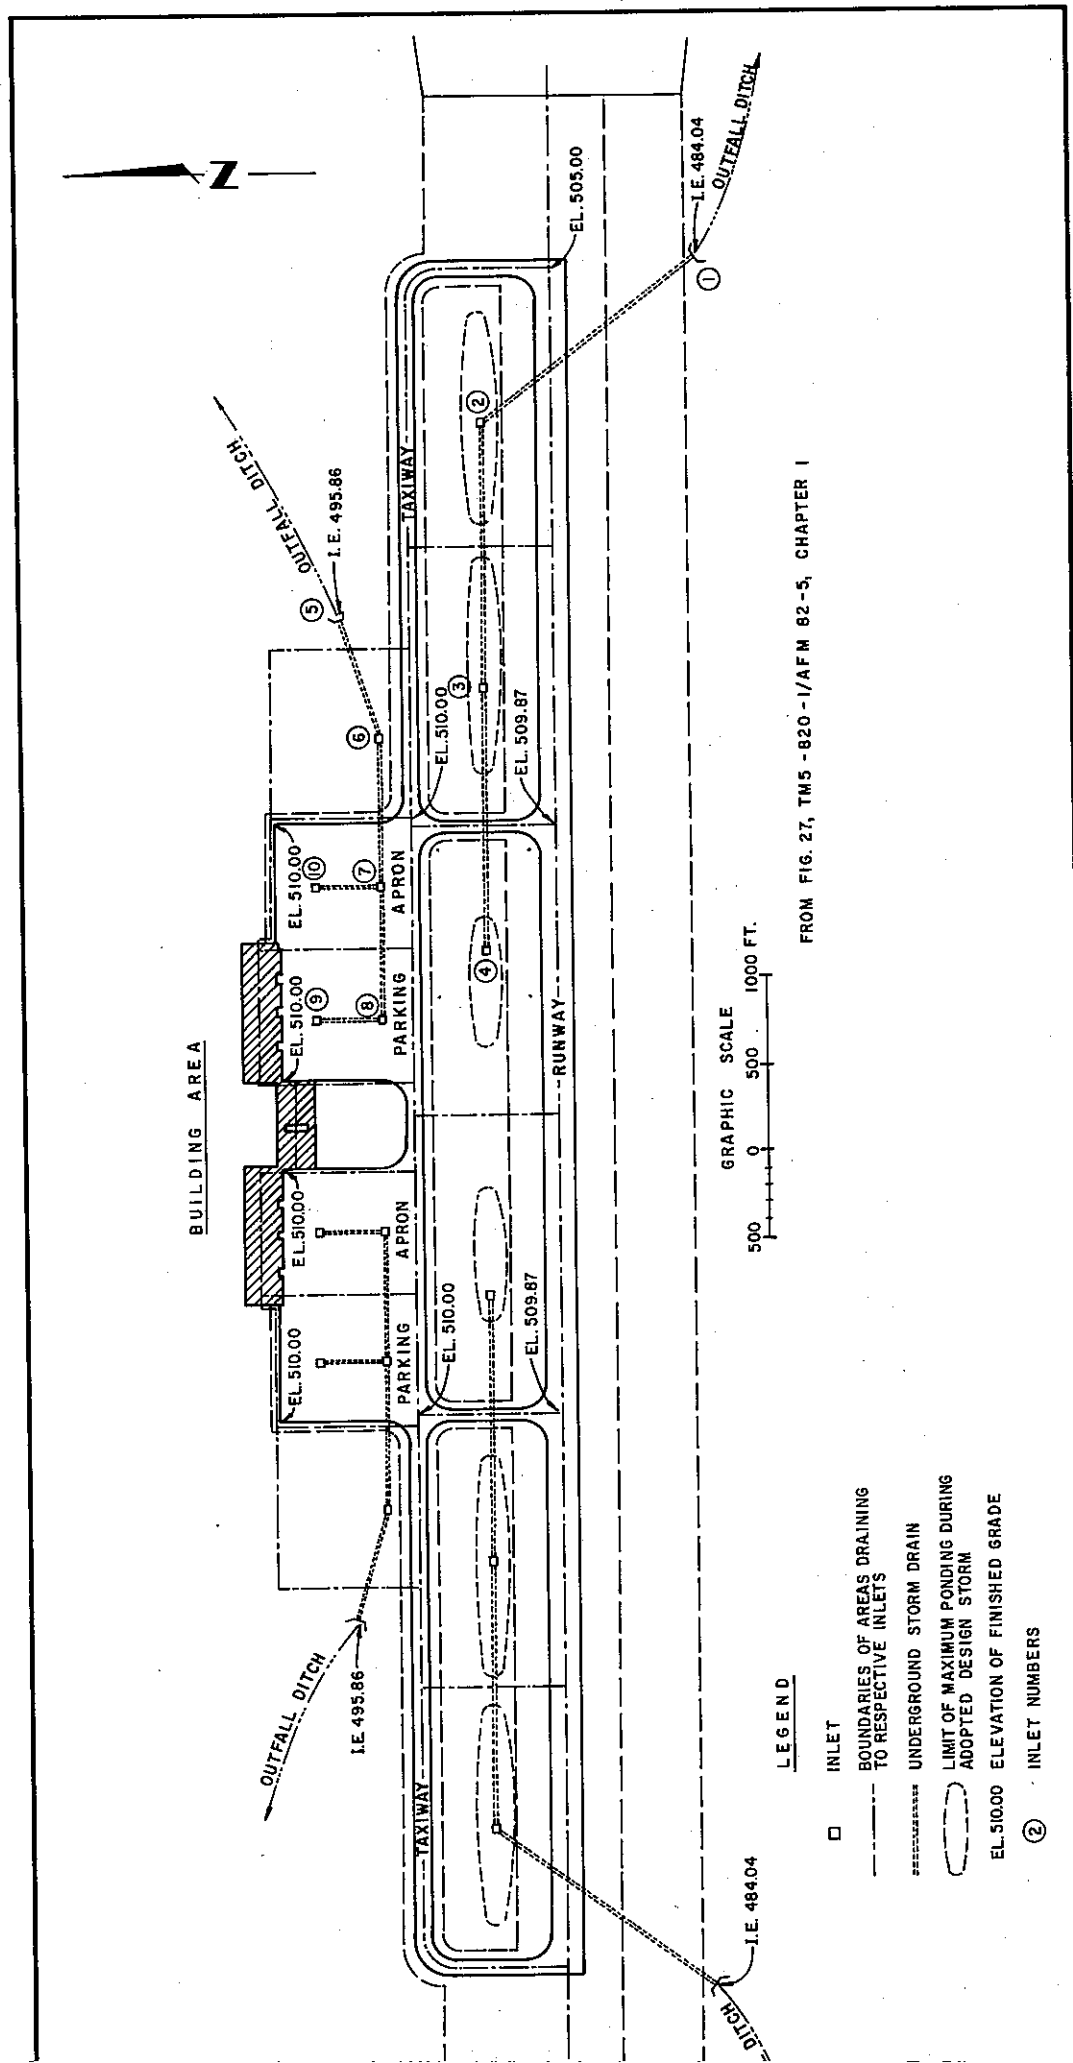 N
BUILDING AREA
OUTFALL DITCH
I.E. 495.86
TAXIWAY
EL. 510.00
EL. 510.00
PARKING
APRON
EL. 510.00
EL. 510.00
EL. 509.87
EL. 510.00
EL. 510.00
PARKING
APRON
9
10
8
7
6
5
I.E. 495.86
OUTFALL DITCH
EL. 510.00
TAXIWAY
4
3
2
EL. 509.87
RUNWAY
EL. 505.00
1
I.E. 484.04
OUTFALL DITCH
I.E. 484.04
DITCH
GRAPHIC SCALE
500 0 500 1000 FT.
FROM FIG. 27, TM5-820-1/AFM 82-5, CHAPTER 1
LEGEND
INLET
BOUNDARIES OF AREAS DRAINING
TO RESPECTIVE INLETS
UNDERGROUND STORM DRAIN
LIMIT OF MAXIMUM PONDING DURING
ADOPTED DESIGN STORM
EL. 510.00 ELEVATION OF FINISHED GRADE
2 INLET NUMBERS